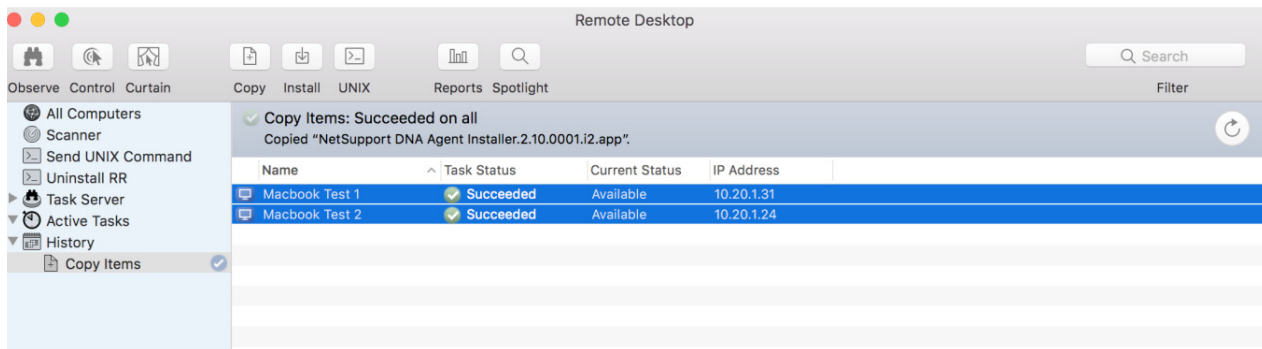 Remote Desktop
Observe Control Curtain Copy Install UNIX Reports Spotlight Search Filter
All Computers
Scanner
Send UNIX Command
Uninstall RR
Task Server
Active Tasks
History
Copy Items
Copy Items: Succeeded on all
Copied “NetSupport DNA Agent Installer.2.10.0001.i2.app”.
Name Task Status Current Status IP Address
Macbook Test 1 Succeeded Available 10.20.1.31
Macbook Test 2 Succeeded Available 10.20.1.24